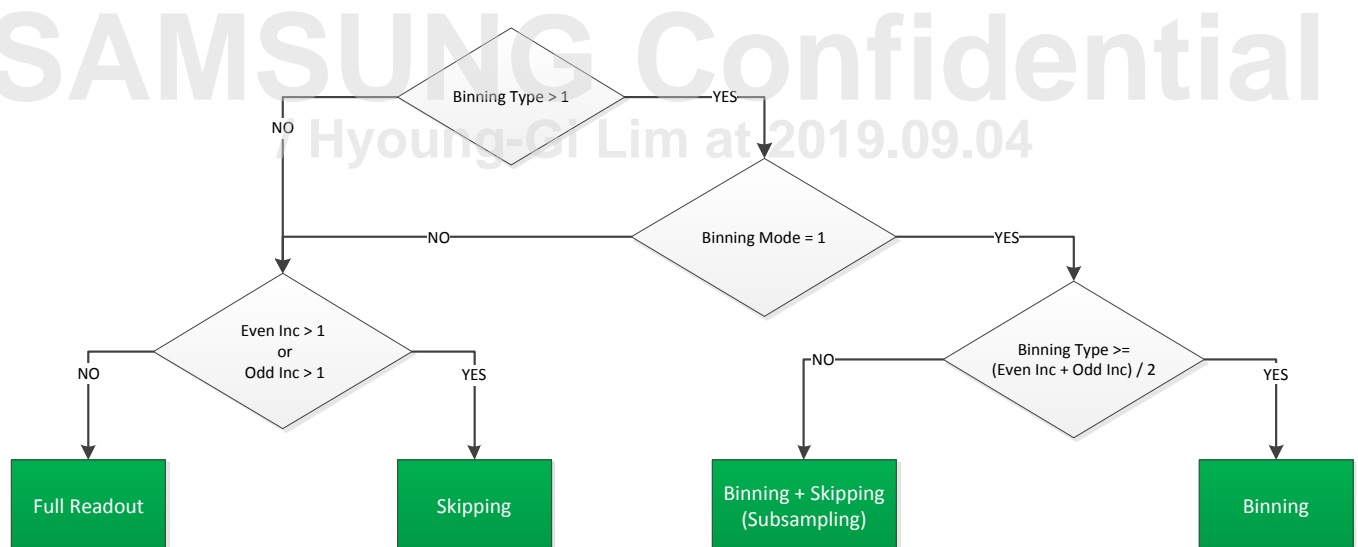 SAMSUNG Confidential
/ Hyoung-Gi Lim at 2019.09.04
Binning Type > 1
YES
NO
Binning Mode = 1
NO
YES
Even Inc > 1
or
Odd Inc > 1
NO
YES
Binning Type >=
(Even Inc + Odd Inc) / 2
NO
YES
Full Readout
Skipping
Binning + Skipping
(Subsampling)
Binning